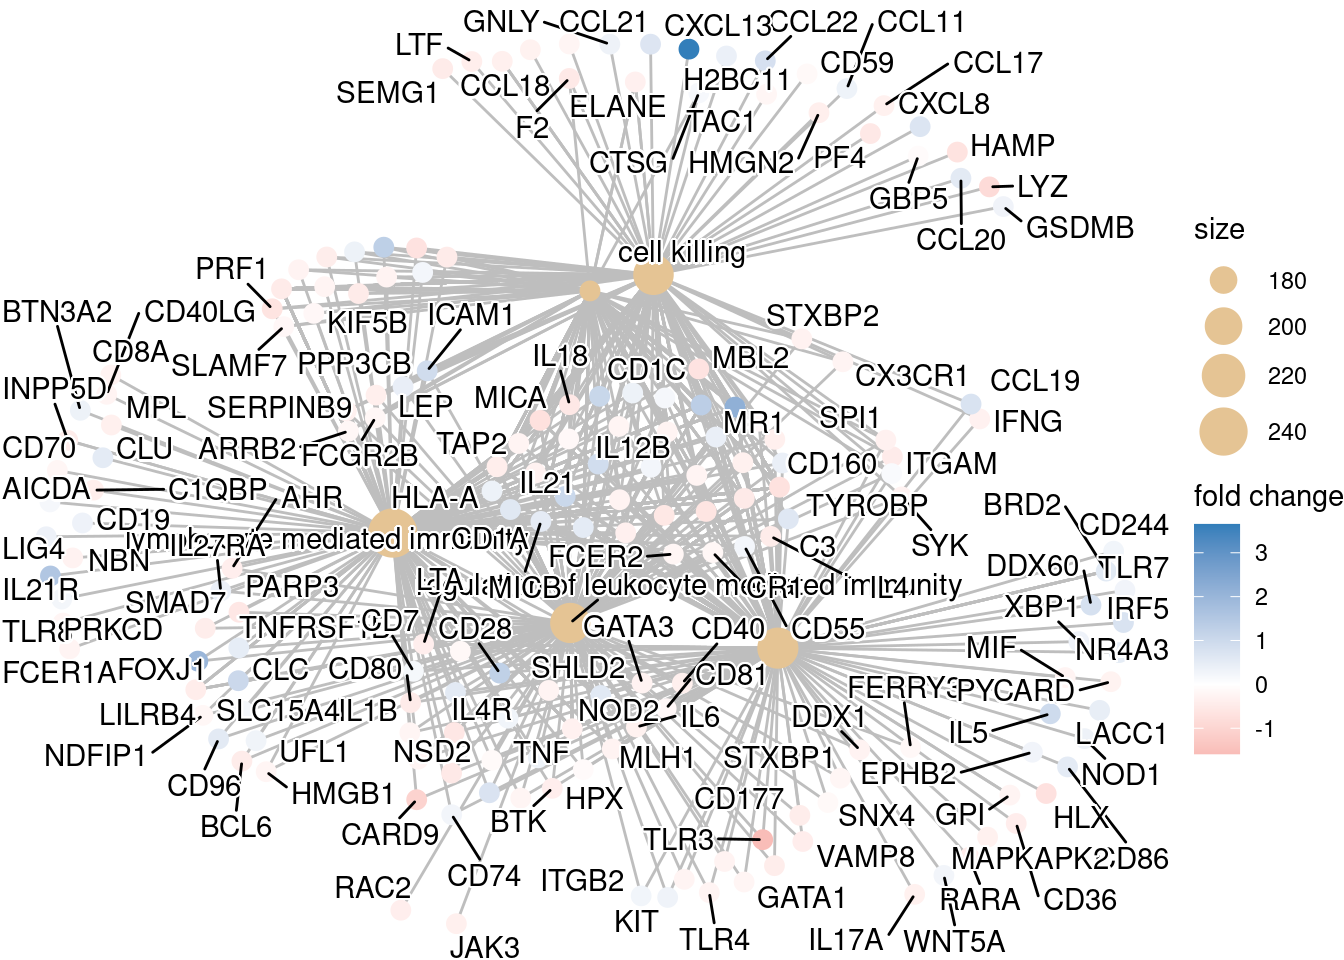 GNLY
CCL21
CXCL13
CCL22
CCL11
LTF
CD59
CCL17
SEMG1
CCL18
H2BC11
CXCL8
ELANE
F2
TAC1
CTSG
HMGN2
PF4
HAMP
GBP5
LYZ
CCL20
GSDMB
cell killing
size
180
200
220
240
PRF1
BTN3A2
CD40LG
KIF5B
ICAM1
STXBP2
CD8A
SLAMF7
PPP3CB
IL18
CD1C
MBL2
INPP5D
MPL
SERPINB9
LEP
MICA
MR1
CX3CR1
CCL19
IFNG
SPI1
CD70
CLU
ARRB2
FCGR2B
TAP2
IL12B
CD160
ITGAM
AICDA
C1QBP
AHR
HLA-A
IL21
TYROBP
BRD2
fold change
3
2
1
0
-1
CD19
LIG4
NBN
IL27RA
CD1A
FCER2
C3
SYK
CD244
IL21R
PARP3
LTA
MICB
CR1
IL4
DDX60
TLR7
SMAD7
XBP1
IRF5
TLR8
PRKCD
CD7
CD28
GATA3
CD40
CD55
MIF
NR4A3
FCER1A
FOXJ1
CLC
CD80
SHLD2
CD81
PYCARD
LILRB4
SLC15A4
IL1B
IL4R
NOD2
IL6
DDX1
IL5
LACC1
NDFIP1
UFL1
NSD2
TNF
MLH1
STXBP1
EPHB2
NOD1
CD96
HMGB1
BTK
HPX
CD177
SNX4
GPI
HLX
BCL6
CARD9
TLR3
VAMP8
MAPKAPK2
CD86
RAC2
CD74
ITGB2
GATA1
RARA
CD36
KIT
TLR4
IL17A
WNT5A
JAK3